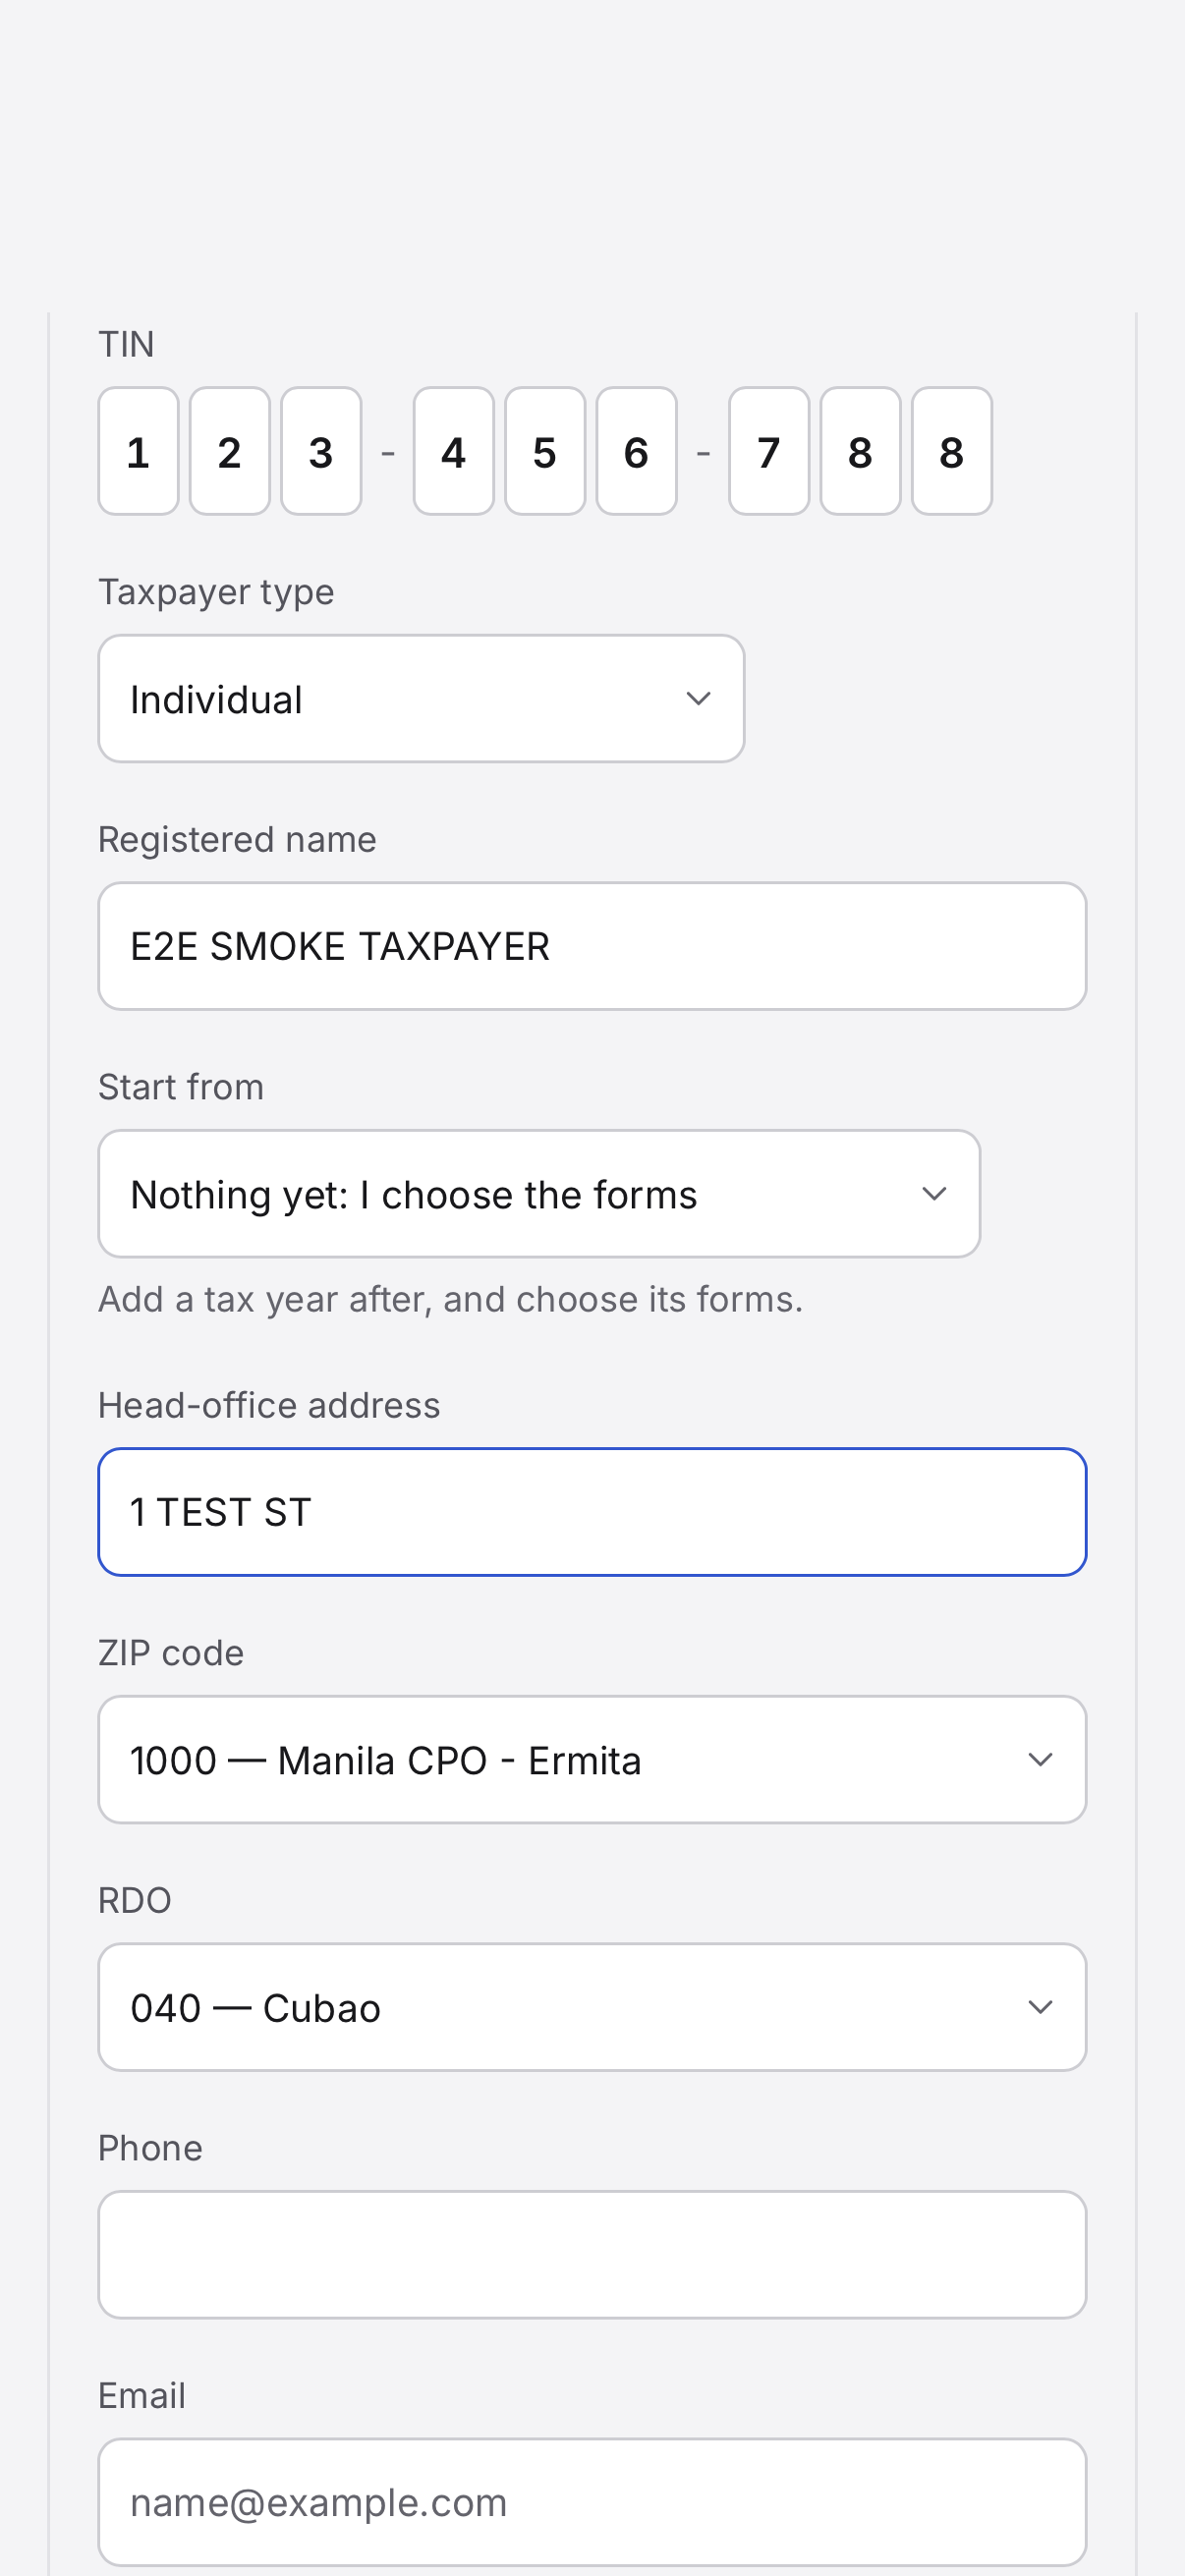 TIN
1 2 3 - 4 5 6 - 7 8 8
Taxpayer type
Individual
Registered name
E2E SMOKE TAXPAYER
Start from
Nothing yet: I choose the forms
Add a tax year after, and choose its forms.
Head-office address
1 TEST ST
ZIP code
1000 — Manila CPO - Ermita
RDO
040 — Cubao
Phone
Email
name@example.com